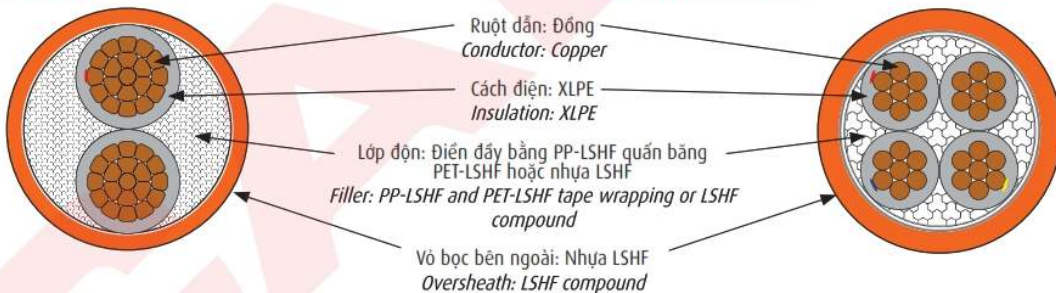 Ruột dẫn: Đồng
Conductor: Copper
Cách điện: XLPE
Insulation: XLPE
Lớp độn: Điền đầy bằng PP-LSHF quấn băng
PET-LSHF hoặc nhựa LSHF
Filler: PP-LSHF and PET-LSHF tape wrapping or LSHF
compound
Vỏ bọc bên ngoài: Nhựa LSHF
Oversheath: LSHF compound